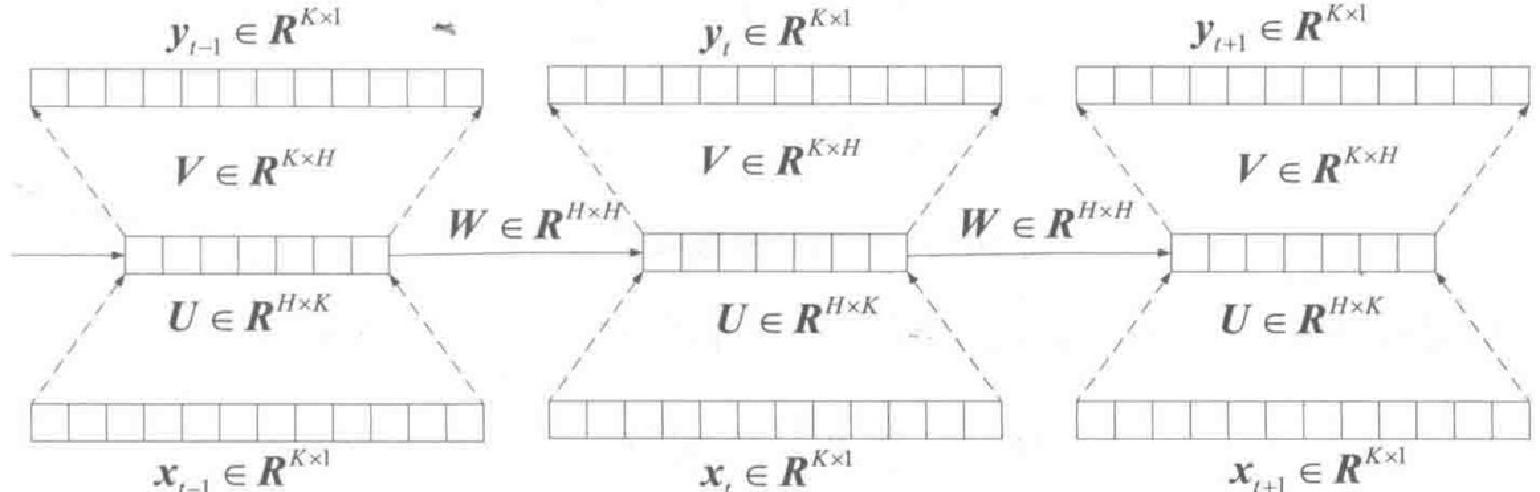 y_{t-1} ∈ R^{K×1} y_t ∈ R^{K×1} y_{t+1} ∈ R^{K×1}
V ∈ R^{K×H} V ∈ R^{K×H} V ∈ R^{K×H}
W ∈ R^{H×H} W ∈ R^{H×H}
U ∈ R^{H×K} U ∈ R^{H×K} U ∈ R^{H×K}
x_{t-1} ∈ R^{K×1} x_t ∈ R^{K×1} x_{t+1} ∈ R^{K×1}